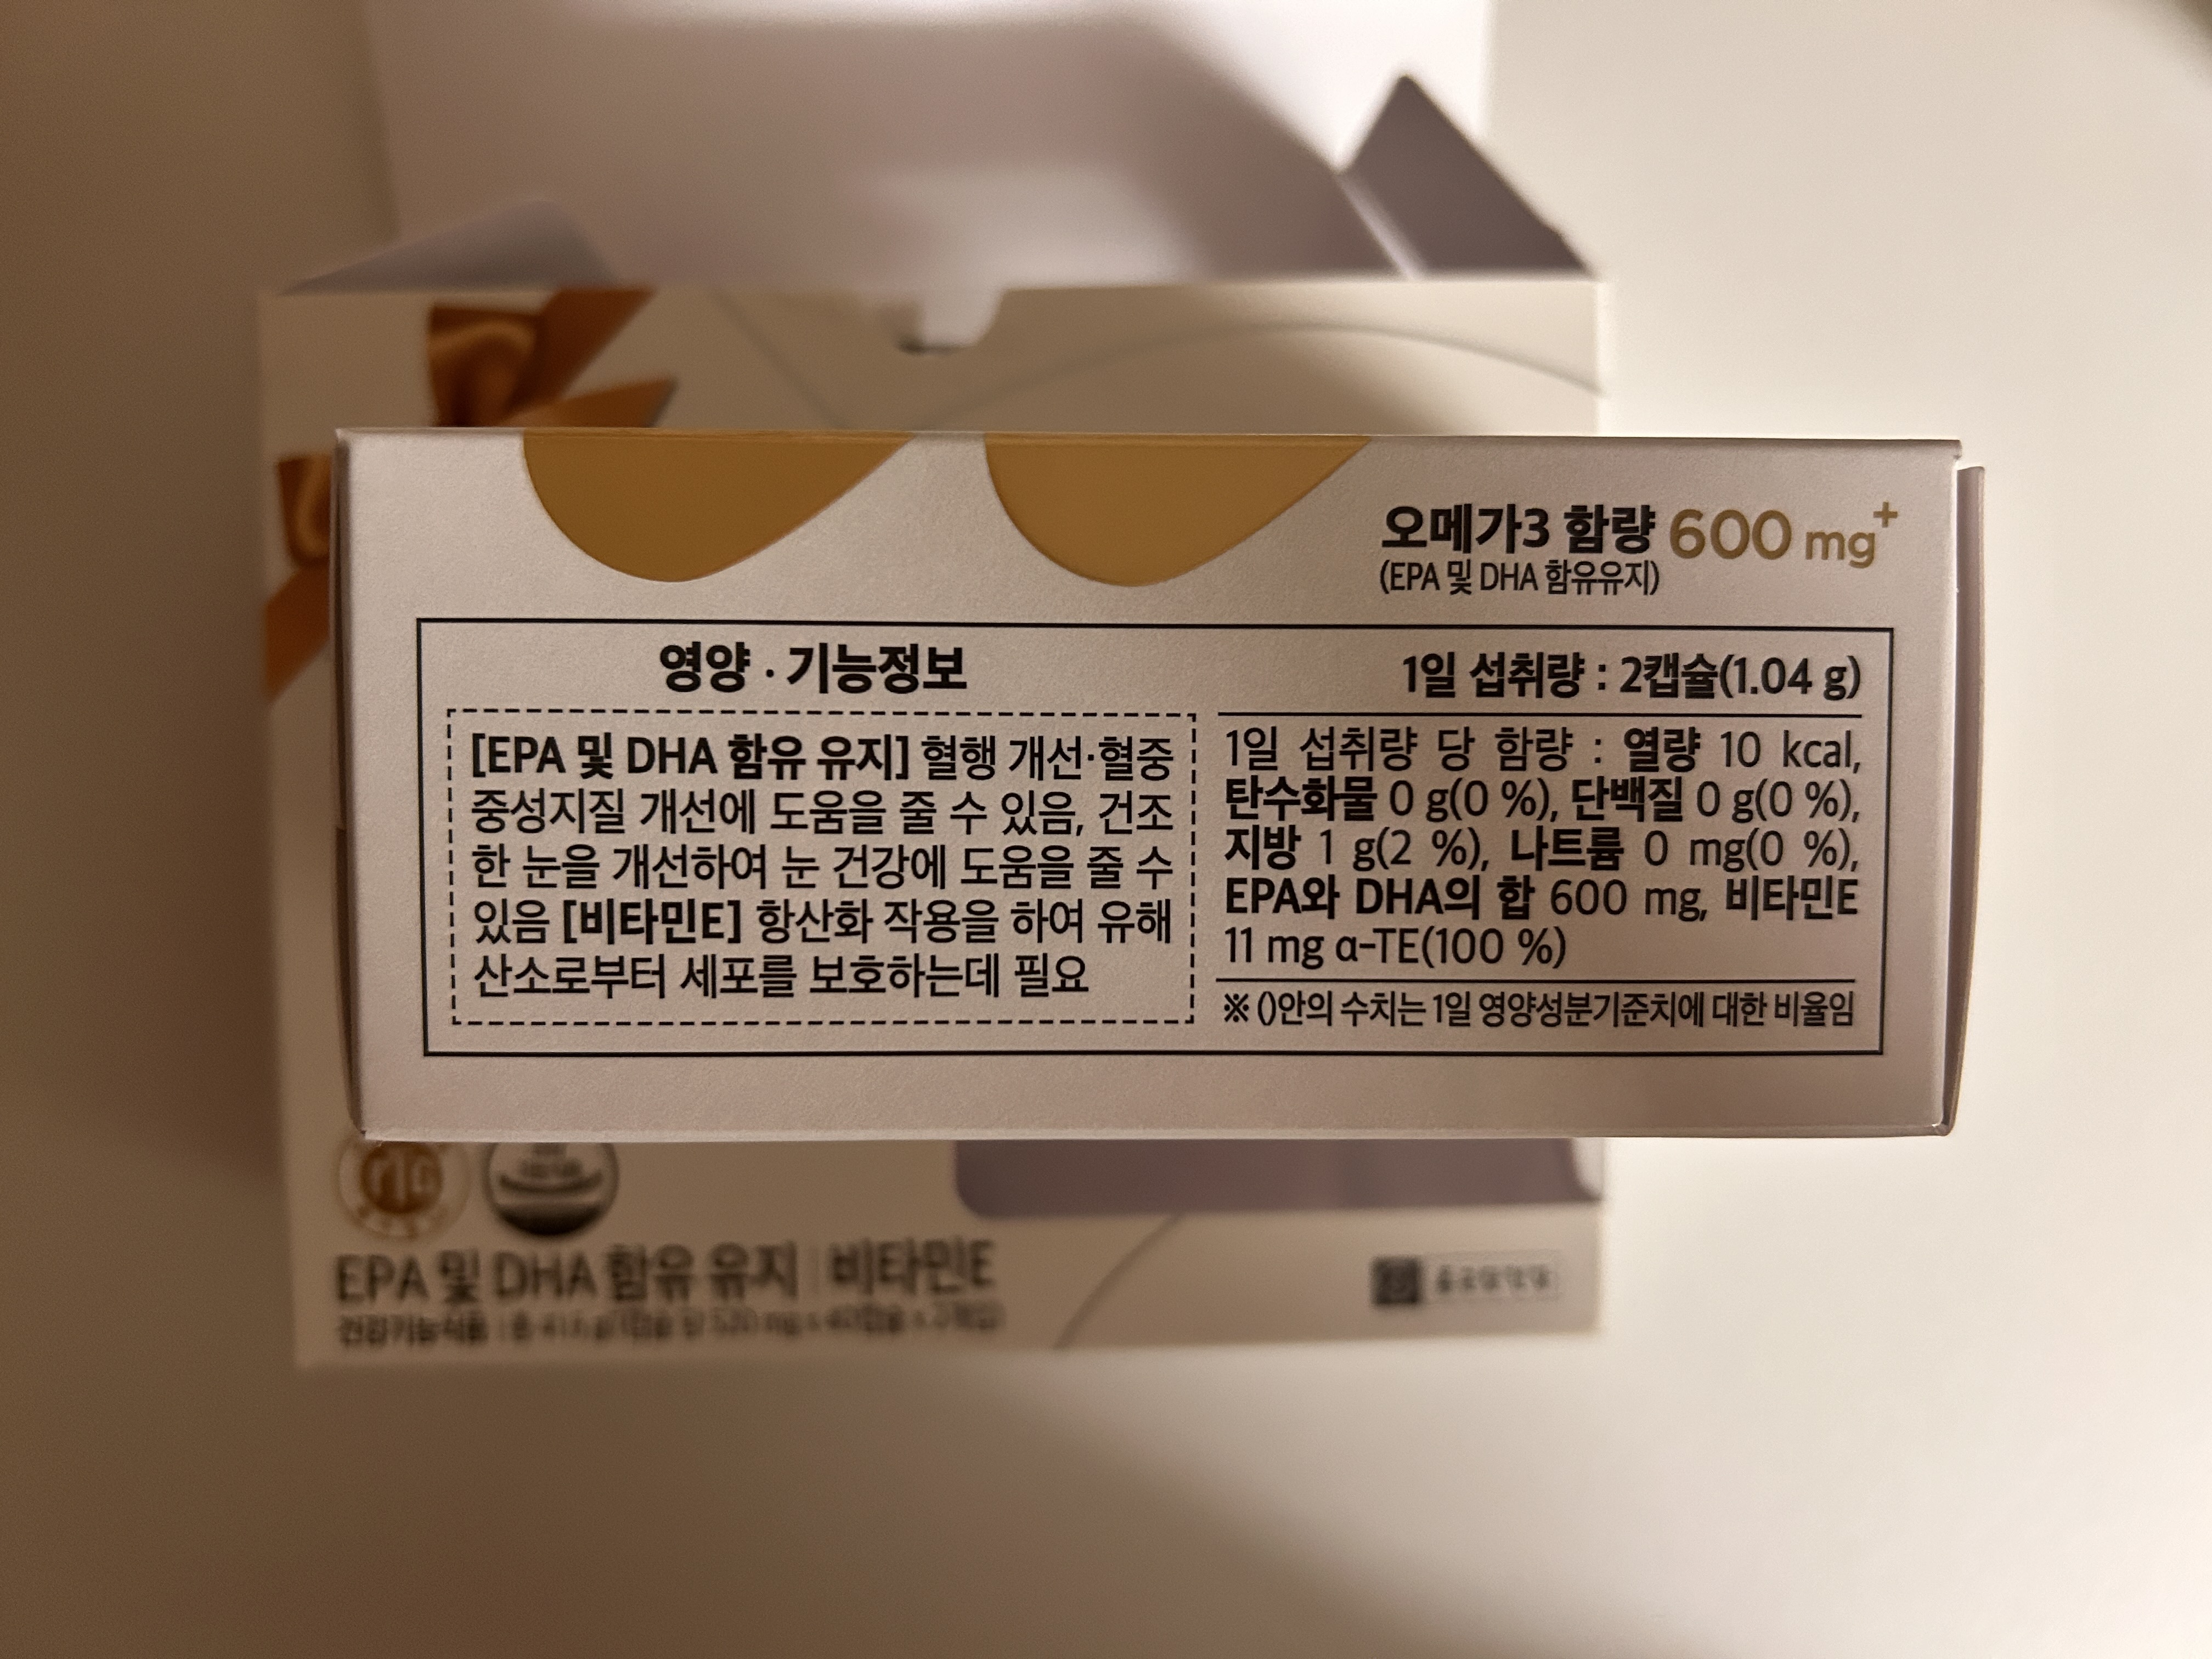 오메가3 함량 600 mg+
(EPA 및 DHA 함유유지)
영양 · 기능정보
[EPA 및 DHA 함유 유지] 혈행 개선·혈중
중성지질 개선에 도움을 줄 수 있음, 건조
한 눈을 개선하여 눈 건강에 도움을 줄 수
있음 [비타민E] 항산화 작용을 하여 유해
산소로부터 세포를 보호하는데 필요
1일 섭취량 : 2캡슐(1.04 g)
1일 섭취량 당 함량 : 열량 10 kcal,
탄수화물 0 g(0 %), 단백질 0 g(0 %),
지방 1 g(2 %), 나트륨 0 mg(0 %),
EPA와 DHA의 합 600 mg, 비타민E
11 mg α-TE(100 %)
※ ()안의 수치는 1일 영양성분기준치에 대한 비율임
EPA 및 DHA 함유 유지 | 비타민E
건강기능식품